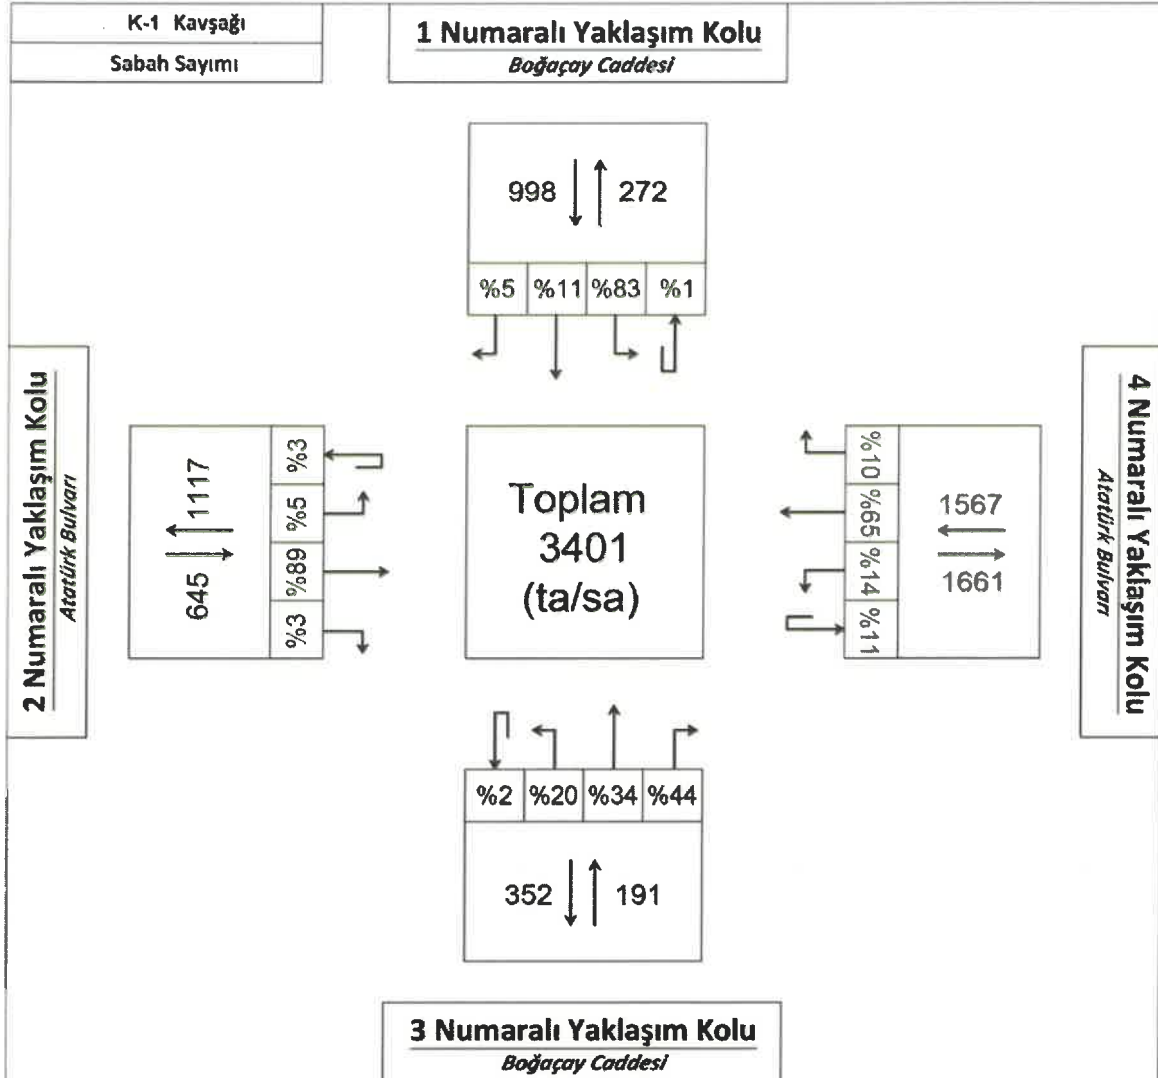 K-1 Kavşağı
Sabah Sayımı
1 Numaralı Yaklaşım Kolu
Boğaçay Caddesi
998 272
%5 %11 %83 %1
2 Numaralı Yaklaşım Kolu
Atatürk Bulvarı
1117
645
%3
%5
%89
%3
Toplam
3401
(ta/sa)
%10
%65
%14
%11
1567
1661
4 Numaralı Yaklaşım Kolu
Atatürk Bulvarı
%2 %20 %34 %44
352 191
3 Numaralı Yaklaşım Kolu
Boğaçay Caddesi